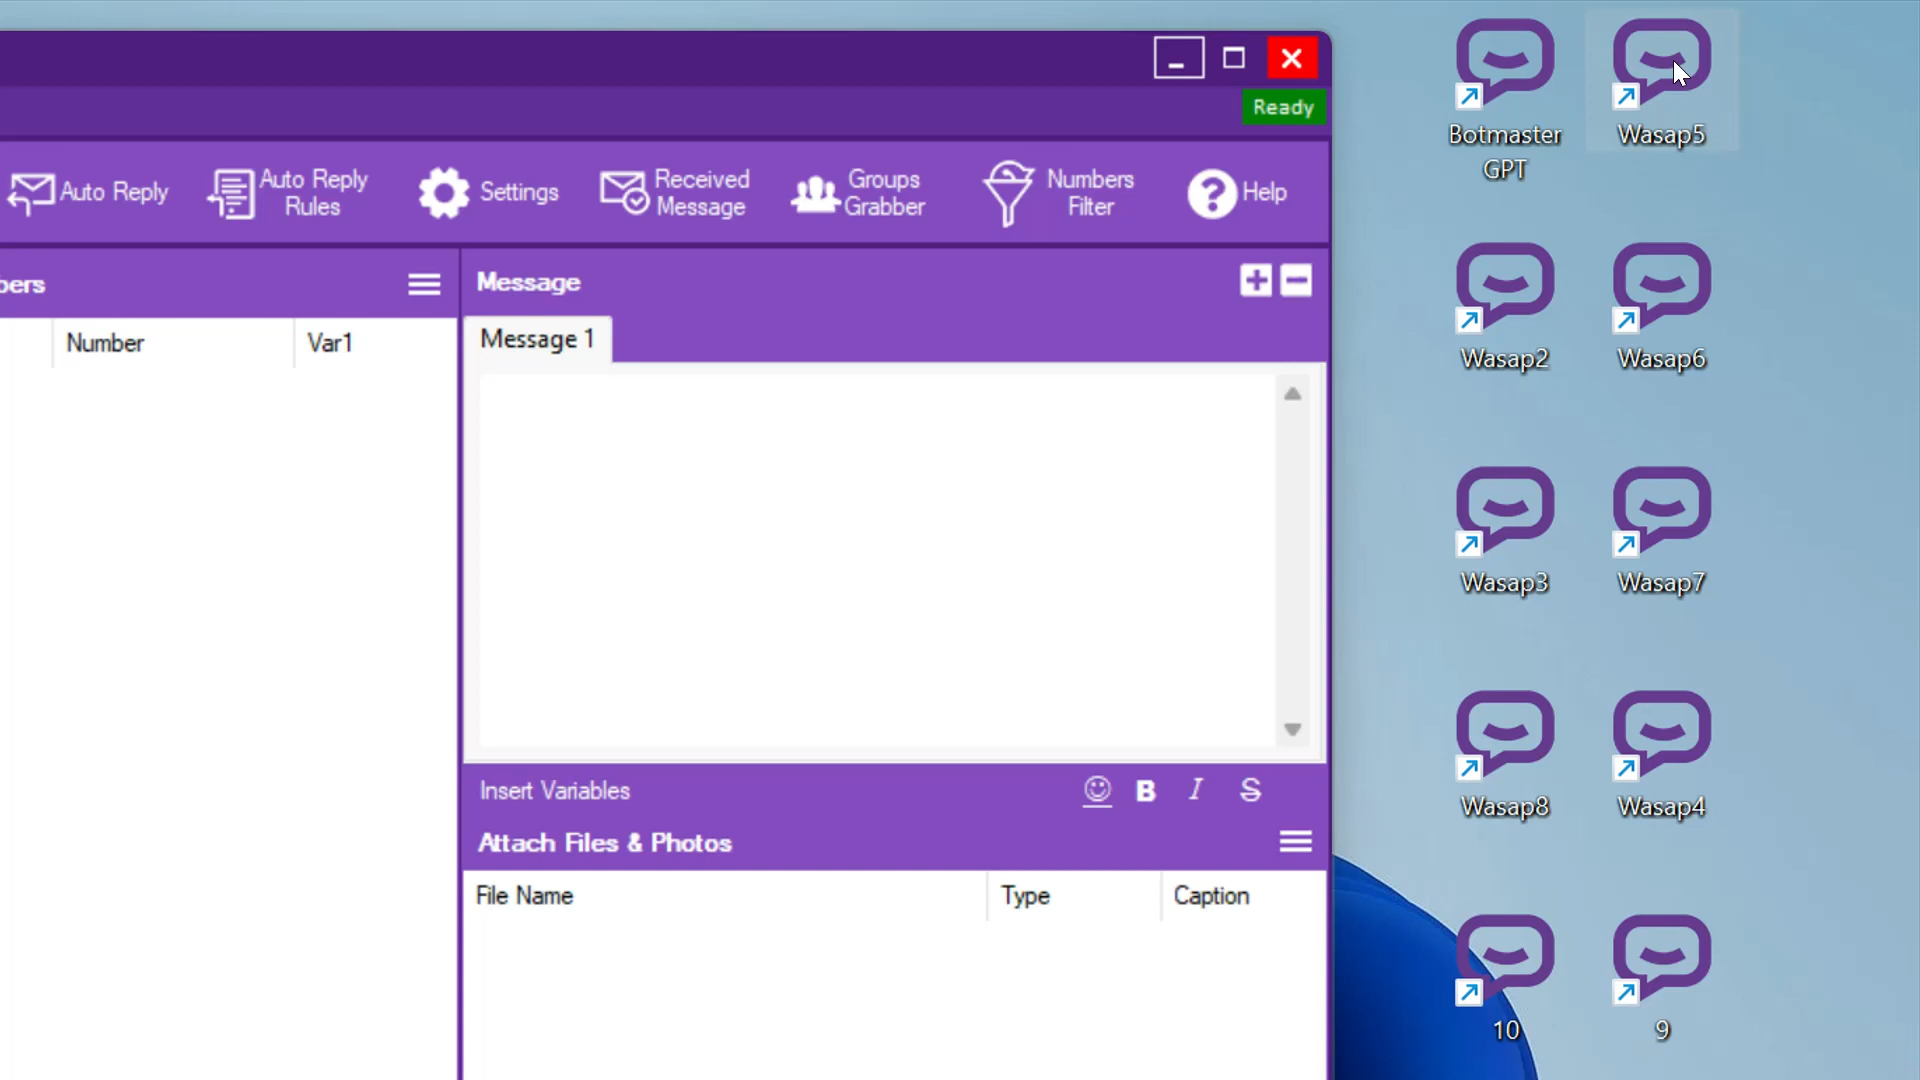 Ready
Auto Reply
Auto Reply
Rules
Settings
Received
Message
Groups
Grabber
Numbers
Filter
Help
bers
Message
Number
Var1
Message 1
Insert Variables
B I S
Attach Files & Photos
File Name
Type
Caption
Botmaster
GPT
Wasap5
Wasap2
Wasap6
Wasap3
Wasap7
Wasap8
Wasap4
10
9